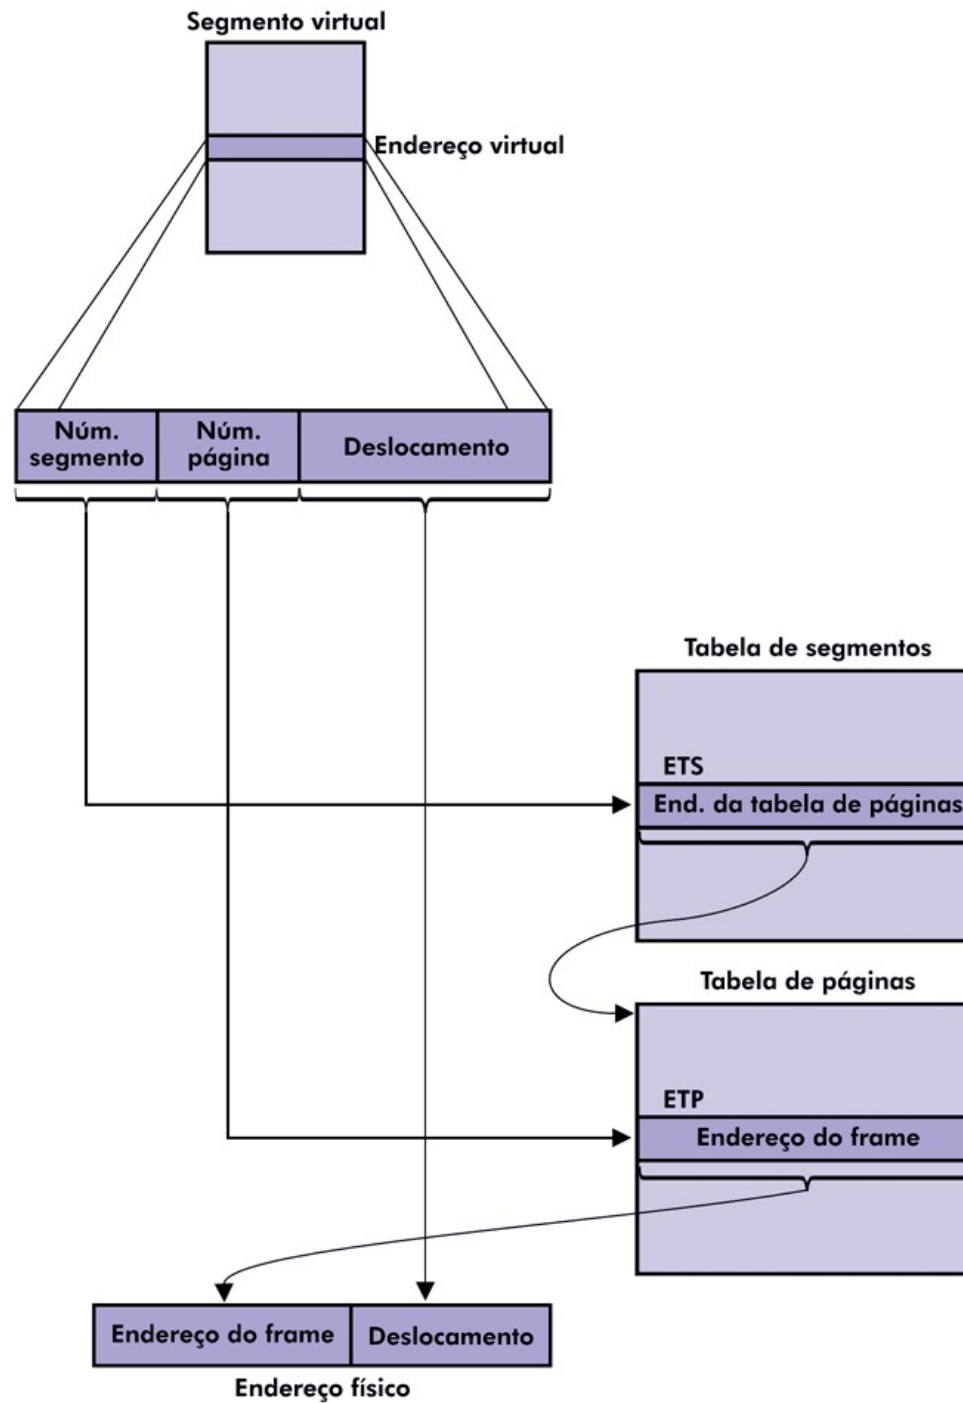 Segmento virtual
Endereço virtual
Núm.
segmento
Núm.
página
Deslocamento
Tabela de segmentos
ETS
End. da tabela de páginas
Tabela de páginas
ETP
Endereço do frame
Endereço do frame
Deslocamento
Endereço físico